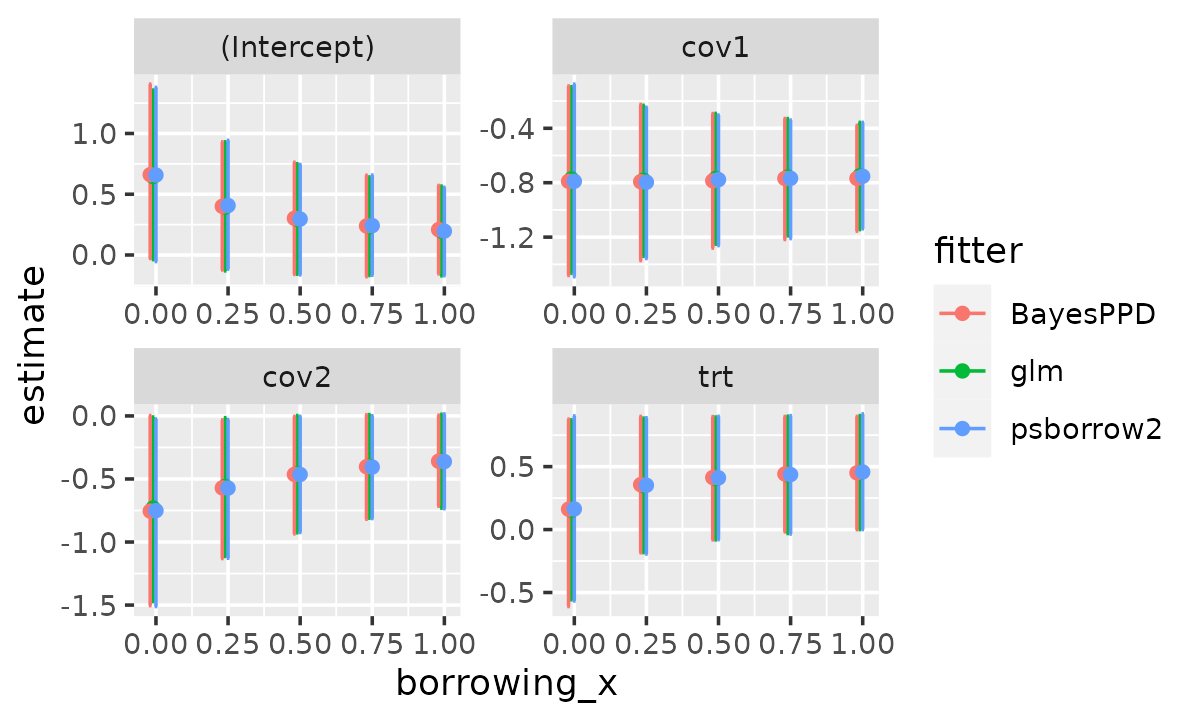 (Intercept)
cov1
1.0
0.5
0.0
-0.4
-0.8
-1.2
0.00 0.25 0.50 0.75 1.00
0.00 0.25 0.50 0.75 1.00
cov2
trt
0.0
-0.5
-1.0
-1.5
0.5
0.0
-0.5
0.00 0.25 0.50 0.75 1.00
0.00 0.25 0.50 0.75 1.00
estimate
borrowing_x
fitter
BayesPPD
glm
psborrow2